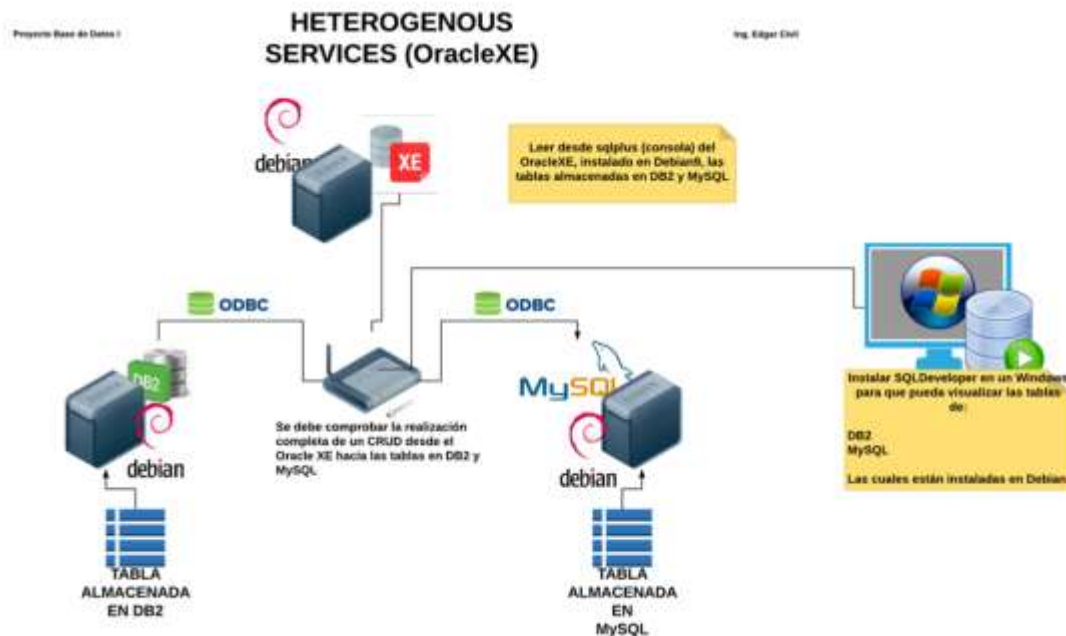 HETEROGENOUS
SERVICES (OracleXE)
Proyecto Base de Datos I
Ing. Edgar Civil
debian
XE
Leer desde sqlplus (consola) del
OracleXE, instalado en Debian9, las
tablas almacenadas en DB2 y MySQL
ODBC
ODBC
DB2
debian
Se debe comprobar la realización
completa de un CRUD desde el
Oracle XE hacia las tablas en DB2 y
MySQL
MySQL
debian
Instalar SQLDeveloper en un Windows
para que pueda visualizar las tablas
de:
DB2
MySQL
Las cuales están instaladas en Debian
TABLA
ALMACENADA
EN DB2
TABLA
ALMACENADA
EN
MySQL